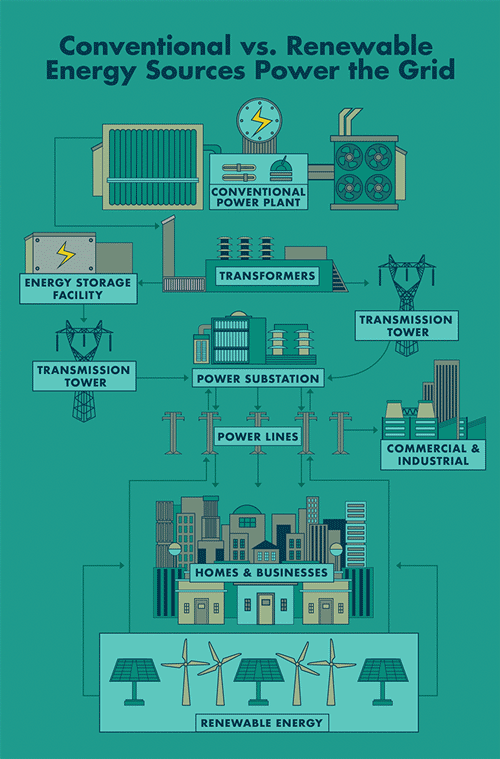 Conventional vs. Renewable
Energy Sources Power the Grid
CONVENTIONAL
POWER PLANT
ENERGY STORAGE
FACILITY
TRANSFORMERS
TRANSMISSION
TOWER
TRANSMISSION
TOWER
POWER SUBSTATION
POWER LINES
COMMERCIAL &
INDUSTRIAL
HOMES & BUSINESSES
RENEWABLE ENERGY